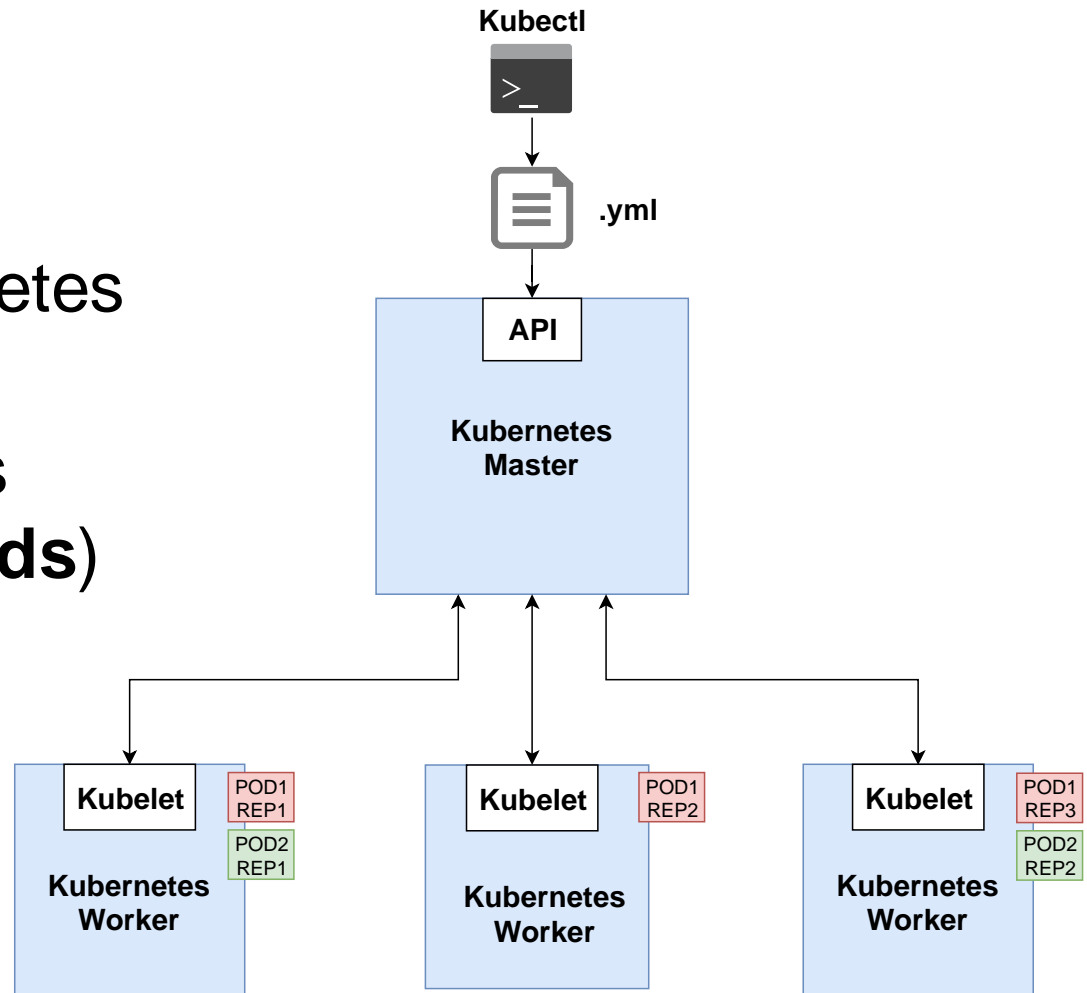 Kubectl
>_
.yml
etes
API
Kubernetes
Master
s
ds)
Kubelet
POD1
REP1
POD2
REP1
Kubernetes
Worker
Kubelet
POD1
REP2
Kubernetes
Worker
Kubelet
POD1
REP3
POD2
REP2
Kubernetes
Worker